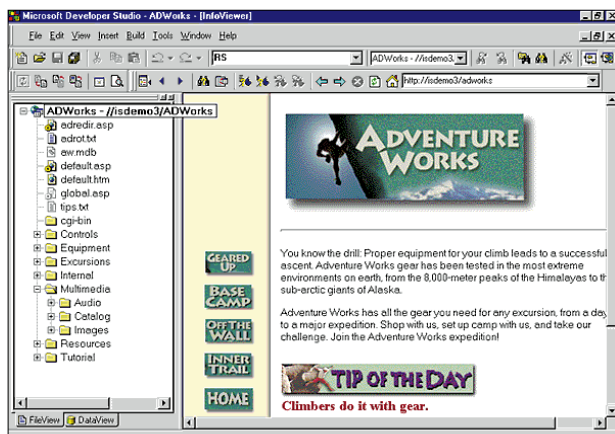 Microsoft Developer Studio - ADWorks - [InfoViewer]
File Edit View Insert Build Tools Window Help
RS
ADWorks - //isdemo3.
http://isdemo3/adworks
ADWorks - //isdemo3/ADWorks
adredir.asp
adrot.txt
aw.mdb
default.asp
default.htm
global.asp
tips.txt
cgi-bin
Controls
Equipment
Excursions
Internal
Multimedia
Audio
Catalog
Images
Resources
Tutorial
FileView DataView
ADVENTURE
WORKS
GEARED
UP
BASE
CAMP
OFF THE
WALL
INNER
TRAIL
HOME
You know the drill: Proper equipment for your climb leads to a successful
ascent. Adventure Works gear has been tested in the most extreme
environments on earth, from the 8,000-meter peaks of the Himalayas to th
sub-arctic giants of Alaska.
Adventure Works has all the gear you need for any excursion, from a day
to a major expedition. Shop with us, set up camp with us, and take our
challenge. Join the Adventure Works expedition!
TIP OF THE DAY
Climbers do it with gear.